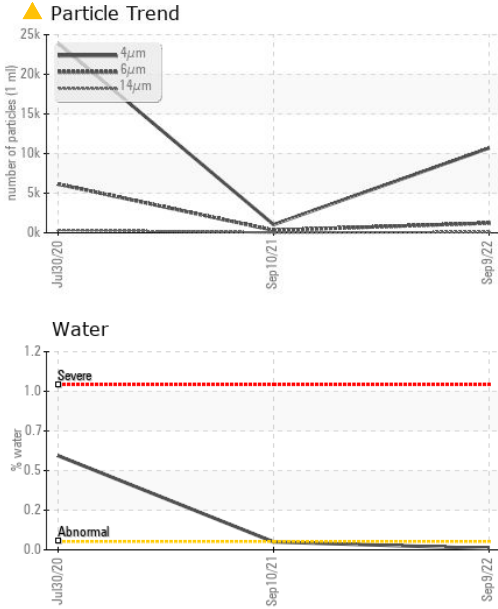 Particle Trend
25k
20k
15k
10k
5k
0k
number of particles (1 ml)
4µm
6µm
14µm
Jul30/20
Sep10/21
Sep9/22
Water
1.2
1.0
0.7
0.5
0.2
0.0
% water
Severe
Abnormal
Jul30/20
Sep10/21
Sep9/22